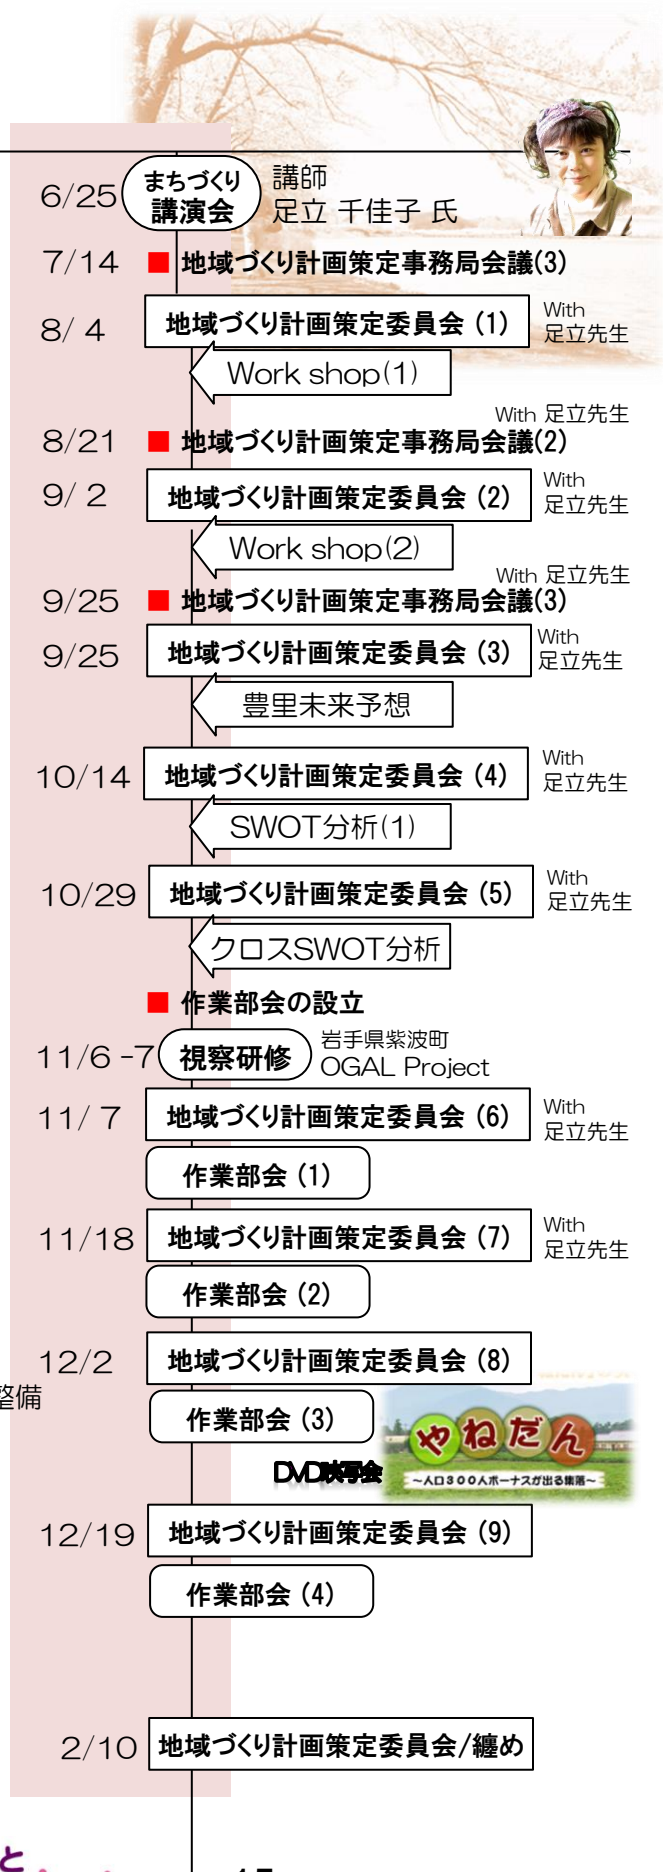 6/25 まちづくり
講演会
講師
足立 千佳子 氏
7/14 ■ 地域づくり計画策定事務局会議(3)
8/ 4 地域づくり計画策定委員会 (1) With
足立先生
Work shop(1)
With 足立先生
8/21 ■ 地域づくり計画策定事務局会議(2)
9/ 2 地域づくり計画策定委員会 (2) With
足立先生
Work shop(2)
With 足立先生
9/25 ■ 地域づくり計画策定事務局会議(3)
9/25 地域づくり計画策定委員会 (3) With
足立先生
豊里未来予想
10/14 地域づくり計画策定委員会 (4) With
足立先生
SWOT分析(1)
10/29 地域づくり計画策定委員会 (5) With
足立先生
クロスSWOT分析
■ 作業部会の設立
11/6 -7 視察研修 岩手県紫波町
OGAL Project
11/ 7 地域づくり計画策定委員会 (6) With
足立先生
作業部会 (1)
11/18 地域づくり計画策定委員会 (7) With
足立先生
作業部会 (2)
12/2 地域づくり計画策定委員会 (8)
整備
作業部会 (3)
やねだん
DVD映写会
~人口300人ボーナスが出る集落~
12/19 地域づくり計画策定委員会 (9)
作業部会 (4)
2/10 地域づくり計画策定委員会/纏め
と